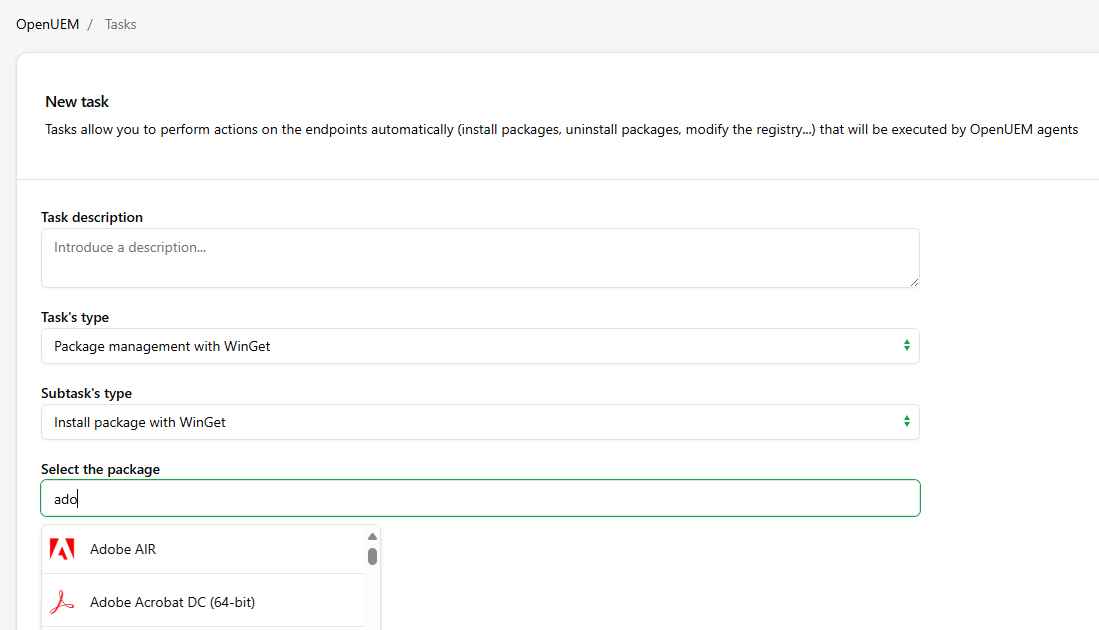 OpenUEM / Tasks
New task
Tasks allow you to perform actions on the endpoints automatically (install packages, uninstall packages, modify the registry...) that will be executed by OpenUEM agents
Task description
Introduce a description...
Task's type
Package management with WinGet
Subtask's type
Install package with WinGet
Select the package
ado
Adobe AIR
Adobe Acrobat DC (64-bit)